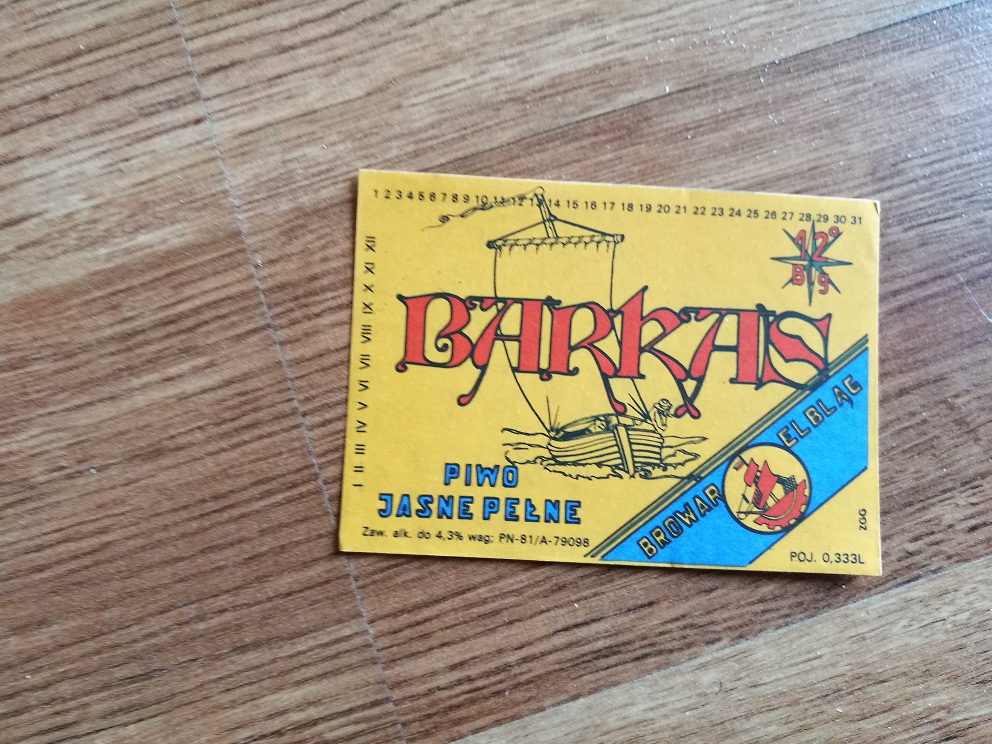 1 2 3 4 5 6 7 8 9 10 11 12 13 14 15 16 17 18 19 20 21 22 23 24 25 26 27 28 29 30 31
I II III IV V VI VII VIII IX X XI XII
12°
Blg
BARKAS
BROWAR ELBLĄG
PIWO
JASNE PEŁNE
Zaw. alk. do 4,3% wag; PN-81/A-79098
POJ. 0,333L
ZGG